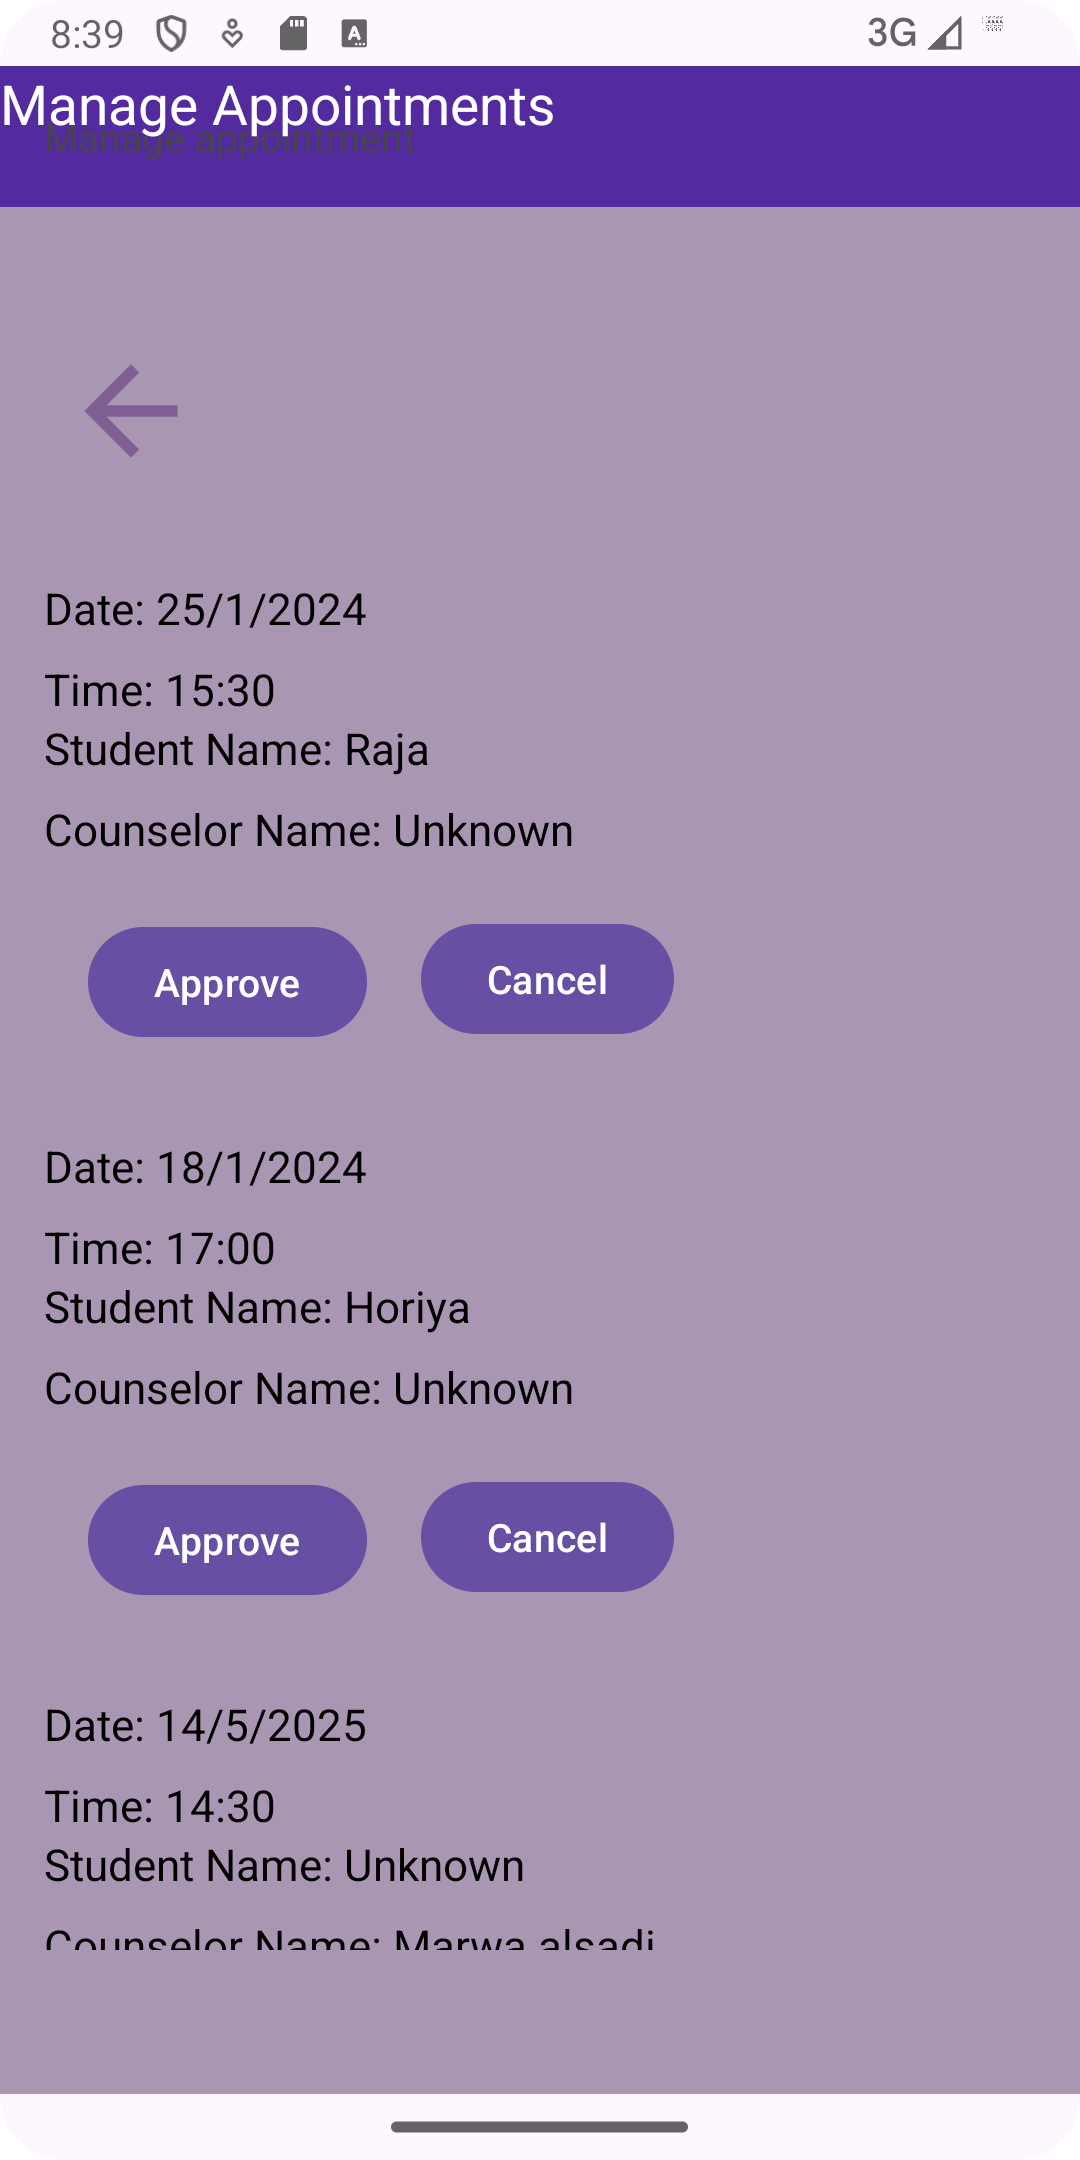 8:39
A
3G
Manage Appointments
Manage appointment
Date: 25/1/2024
Time: 15:30
Student Name: Raja
Counselor Name: Unknown
Approve
Cancel
Date: 18/1/2024
Time: 17:00
Student Name: Horiya
Counselor Name: Unknown
Approve
Cancel
Date: 14/5/2025
Time: 14:30
Student Name: Unknown
Counselor Name: Marwa alsadi